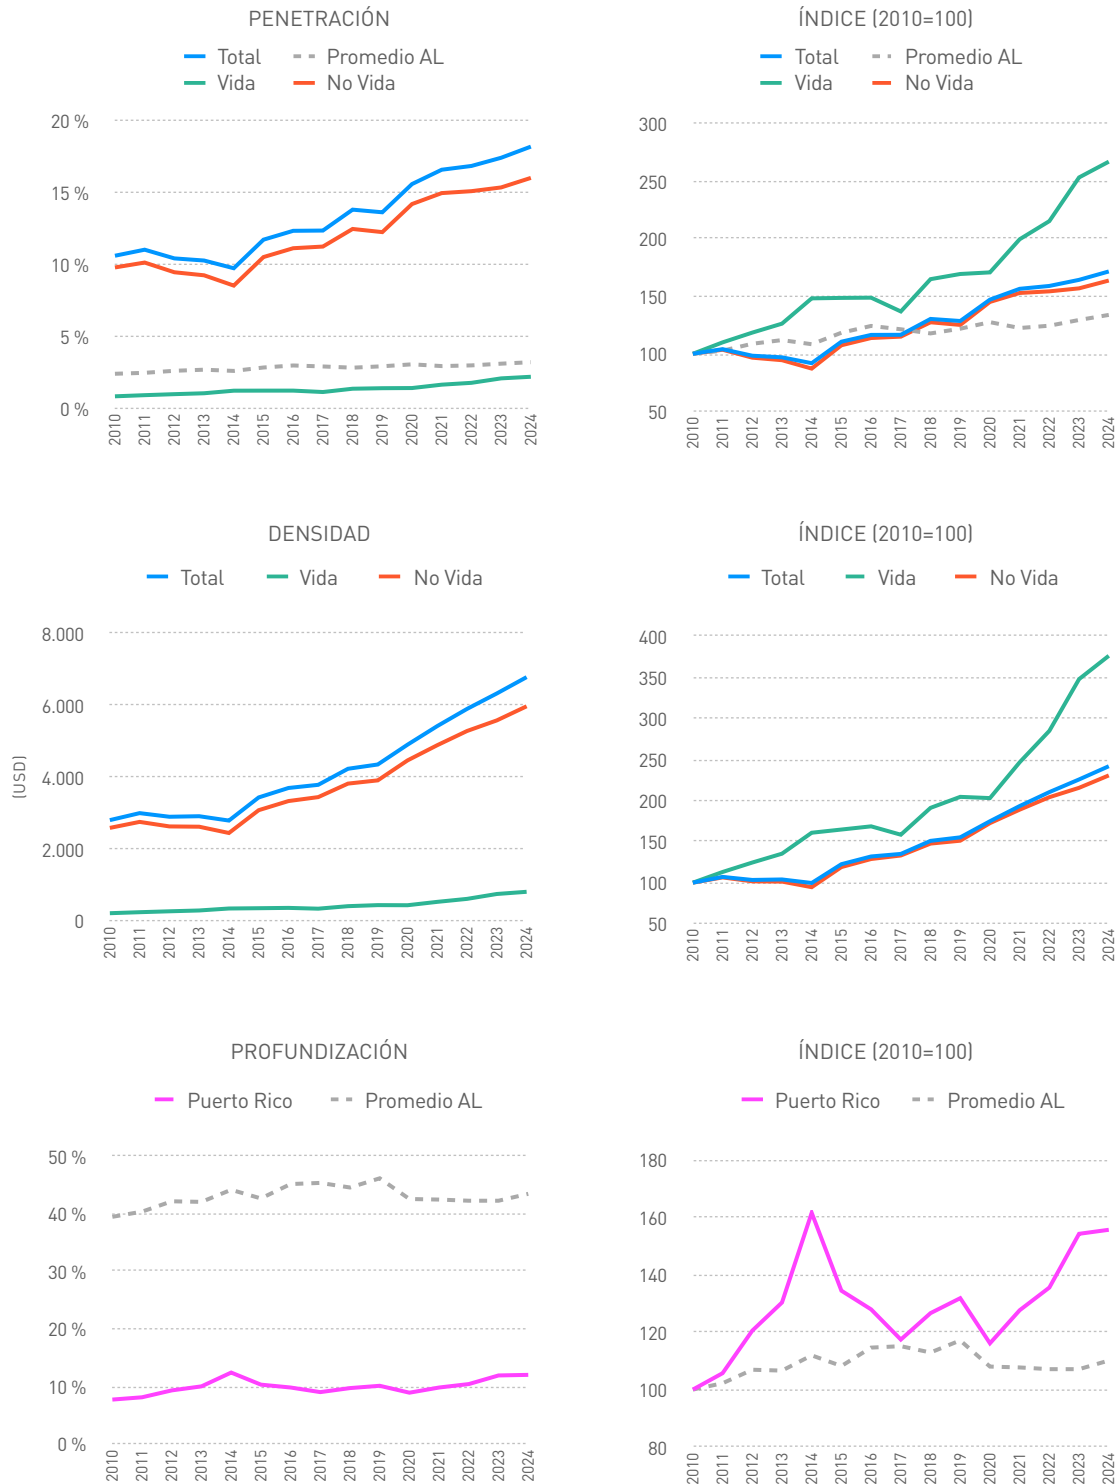 PENETRACIÓN
Total Promedio AL
Vida No Vida
20 %
15 %
10 %
5 %
0 %
2010 2011 2012 2013 2014 2015 2016 2017 2018 2019 2020 2021 2022 2023 2024
ÍNDICE (2010=100)
Total Promedio AL
Vida No Vida
300
250
200
150
100
50
2010 2011 2012 2013 2014 2015 2016 2017 2018 2019 2020 2021 2022 2023 2024
DENSIDAD
Total Vida No Vida
(USD)
8.000
6.000
4.000
2.000
0
2010 2011 2012 2013 2014 2015 2016 2017 2018 2019 2020 2021 2022 2023 2024
ÍNDICE (2010=100)
Total Vida No Vida
400
350
300
250
200
150
100
50
2010 2011 2012 2013 2014 2015 2016 2017 2018 2019 2020 2021 2022 2023 2024
PROFUNDIZACIÓN
Puerto Rico Promedio AL
50 %
40 %
30 %
20 %
10 %
0 %
2010 2011 2012 2013 2014 2015 2016 2017 2018 2019 2020 2021 2022 2023 2024
ÍNDICE (2010=100)
Puerto Rico Promedio AL
180
160
140
120
100
80
2010 2011 2012 2013 2014 2015 2016 2017 2018 2019 2020 2021 2022 2023 2024